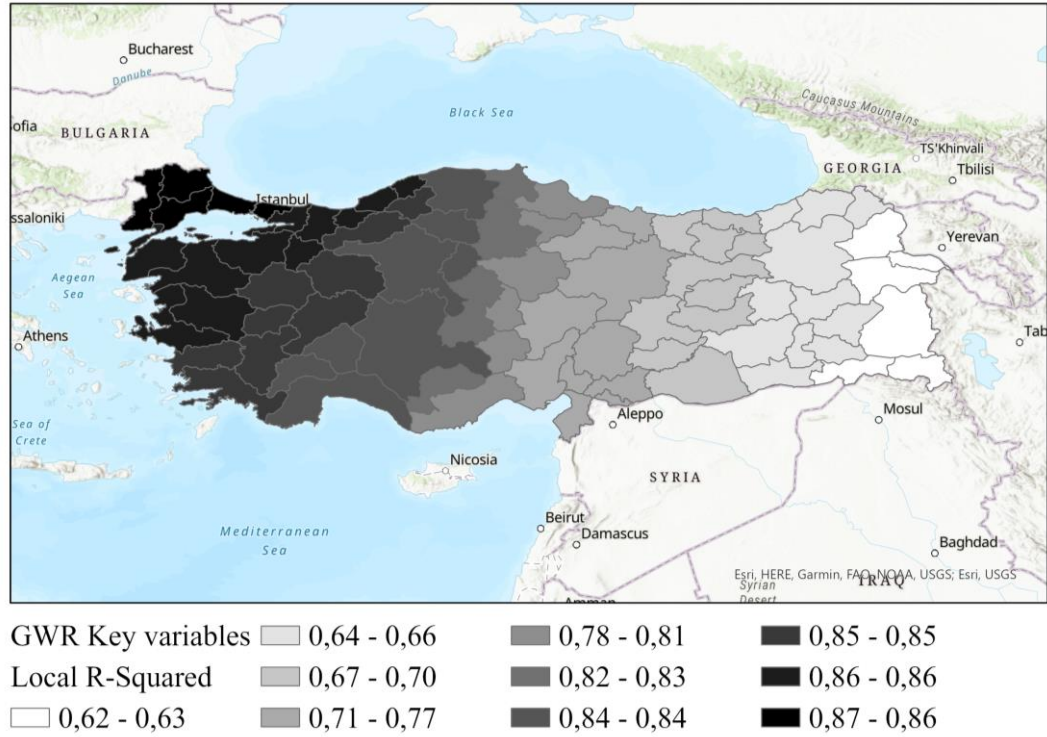 Bucharest
Danube
Sofia
BULGARIA
Black Sea
Caucasus Mountains
TS'Khinvali
GEORGIA
Tbilisi
ssaloniki
Istanbul
Yerevan
Aegean
Sea
Athens
Tab
Sea of
Crete
Aleppo
Mosul
Nicosia
SYRIA
Mediterranean
Sea
Beirut
Damascus
Baghdad
Esri, HERE, Garmin, FAO, NOAA, USGS; Esri, USGS
IRAQ
Syrian
Desert
Amman
GWR Key variables
Local R-Squared
0,62 - 0,63
0,64 - 0,66
0,67 - 0,70
0,71 - 0,77
0,78 - 0,81
0,82 - 0,83
0,84 - 0,84
0,85 - 0,85
0,86 - 0,86
0,87 - 0,86